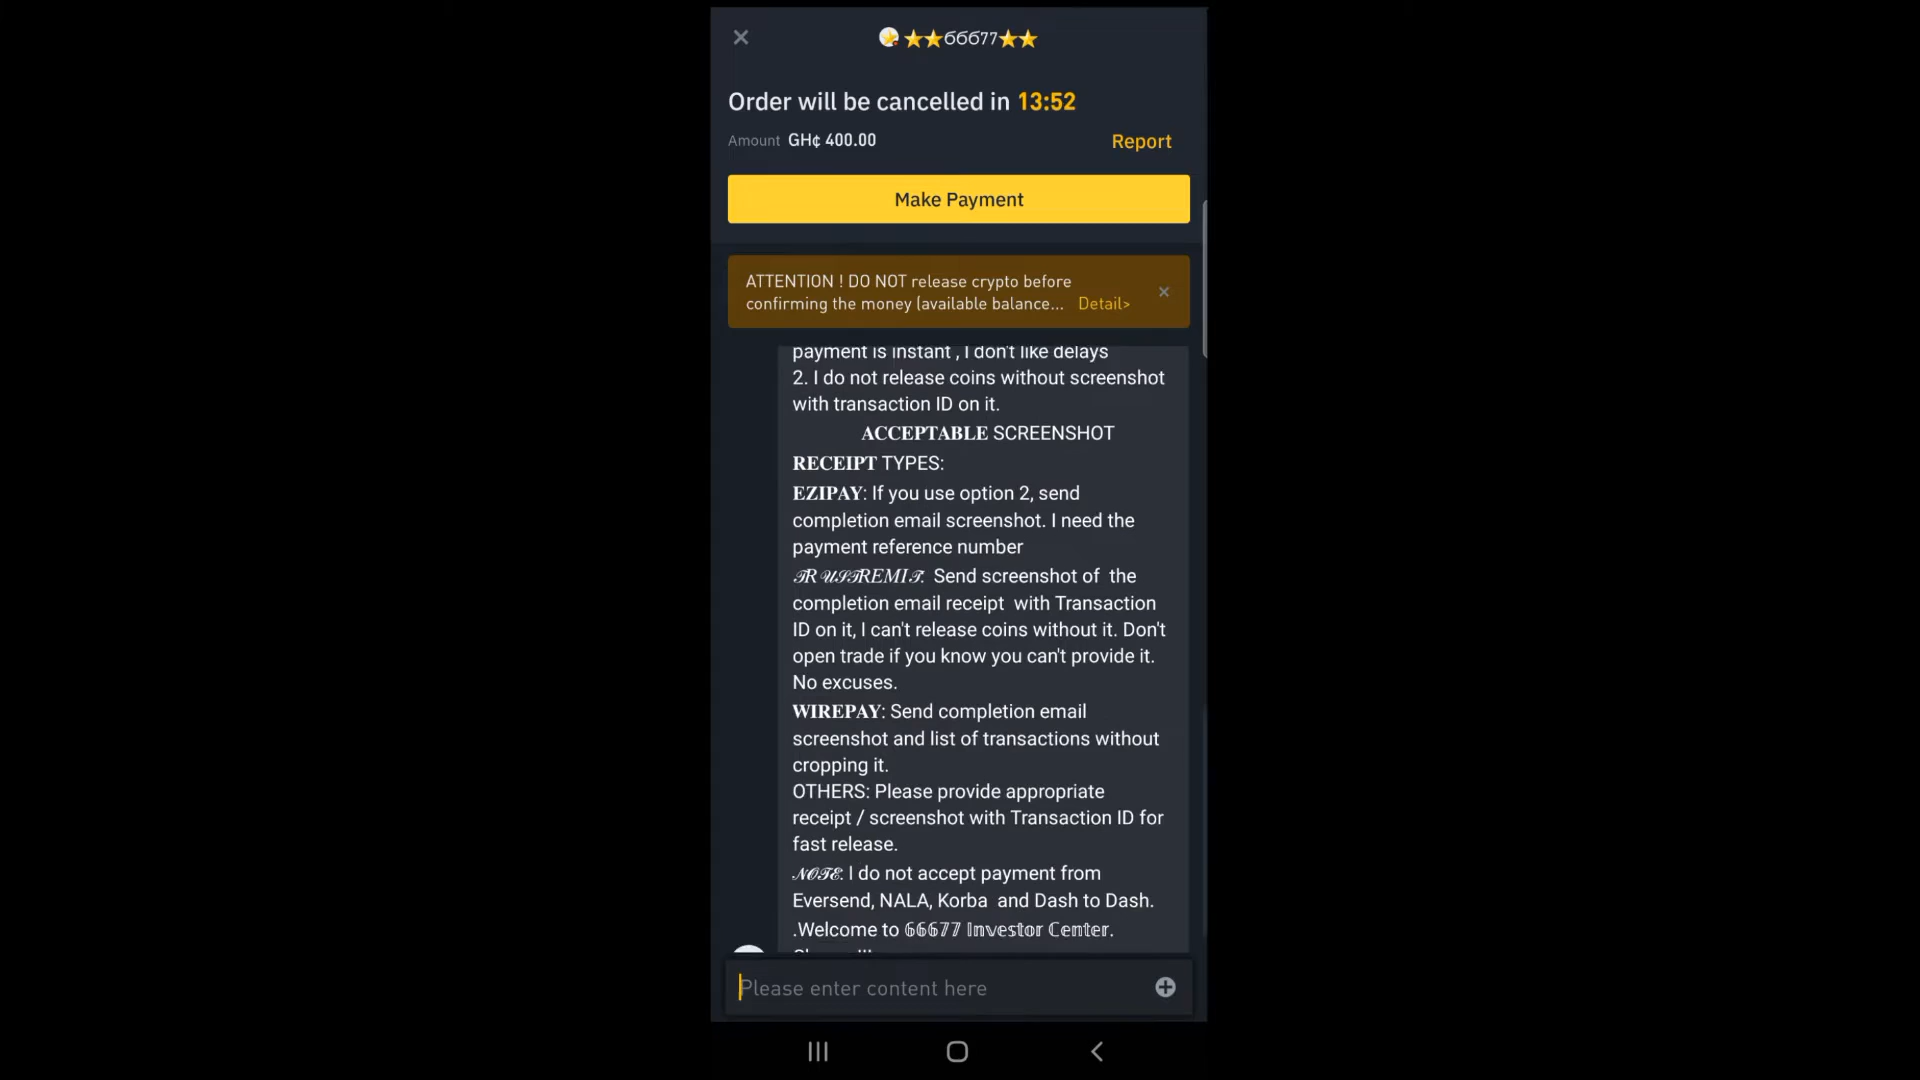 ⭐⭐66677⭐⭐
Order will be cancelled in 13:52
Amount GH¢ 400.00
Report
Make Payment
ATTENTION ! DO NOT release crypto before
confirming the money (available balance... Detail>
payment is instant , I don't like delays
2. I do not release coins without screenshot
with transaction ID on it.
𝐀𝐂𝐂𝐄𝐏𝐓𝐀𝐁𝐋𝐄 SCREENSHOT
𝐑𝐄𝐂𝐄𝐈𝐏𝐓 TYPES:
𝐄𝐙𝐈𝐏𝐀𝐘: If you use option 2, send
completion email screenshot. I need the
payment reference number
𝒯𝑅𝒰𝒮𝒯𝑅𝐸𝑀𝐼𝒯: Send screenshot of the
completion email receipt with Transaction
ID on it, I can't release coins without it. Don't
open trade if you know you can't provide it.
No excuses.
𝐖𝐈𝐑𝐄𝐏𝐀𝐘: Send completion email
screenshot and list of transactions without
cropping it.
OTHERS: Please provide appropriate
receipt / screenshot with Transaction ID for
fast release.
𝒩𝒪𝒯𝐸: I do not accept payment from
Eversend, NALA, Korba and Dash to Dash.
.Welcome to 𝟞𝟞𝟞𝟟𝟟 𝕀𝕟𝕧𝕖𝕤𝕥𝕠𝕣 ℂ𝕖𝕟𝕥𝕖𝕣.
Please enter content here